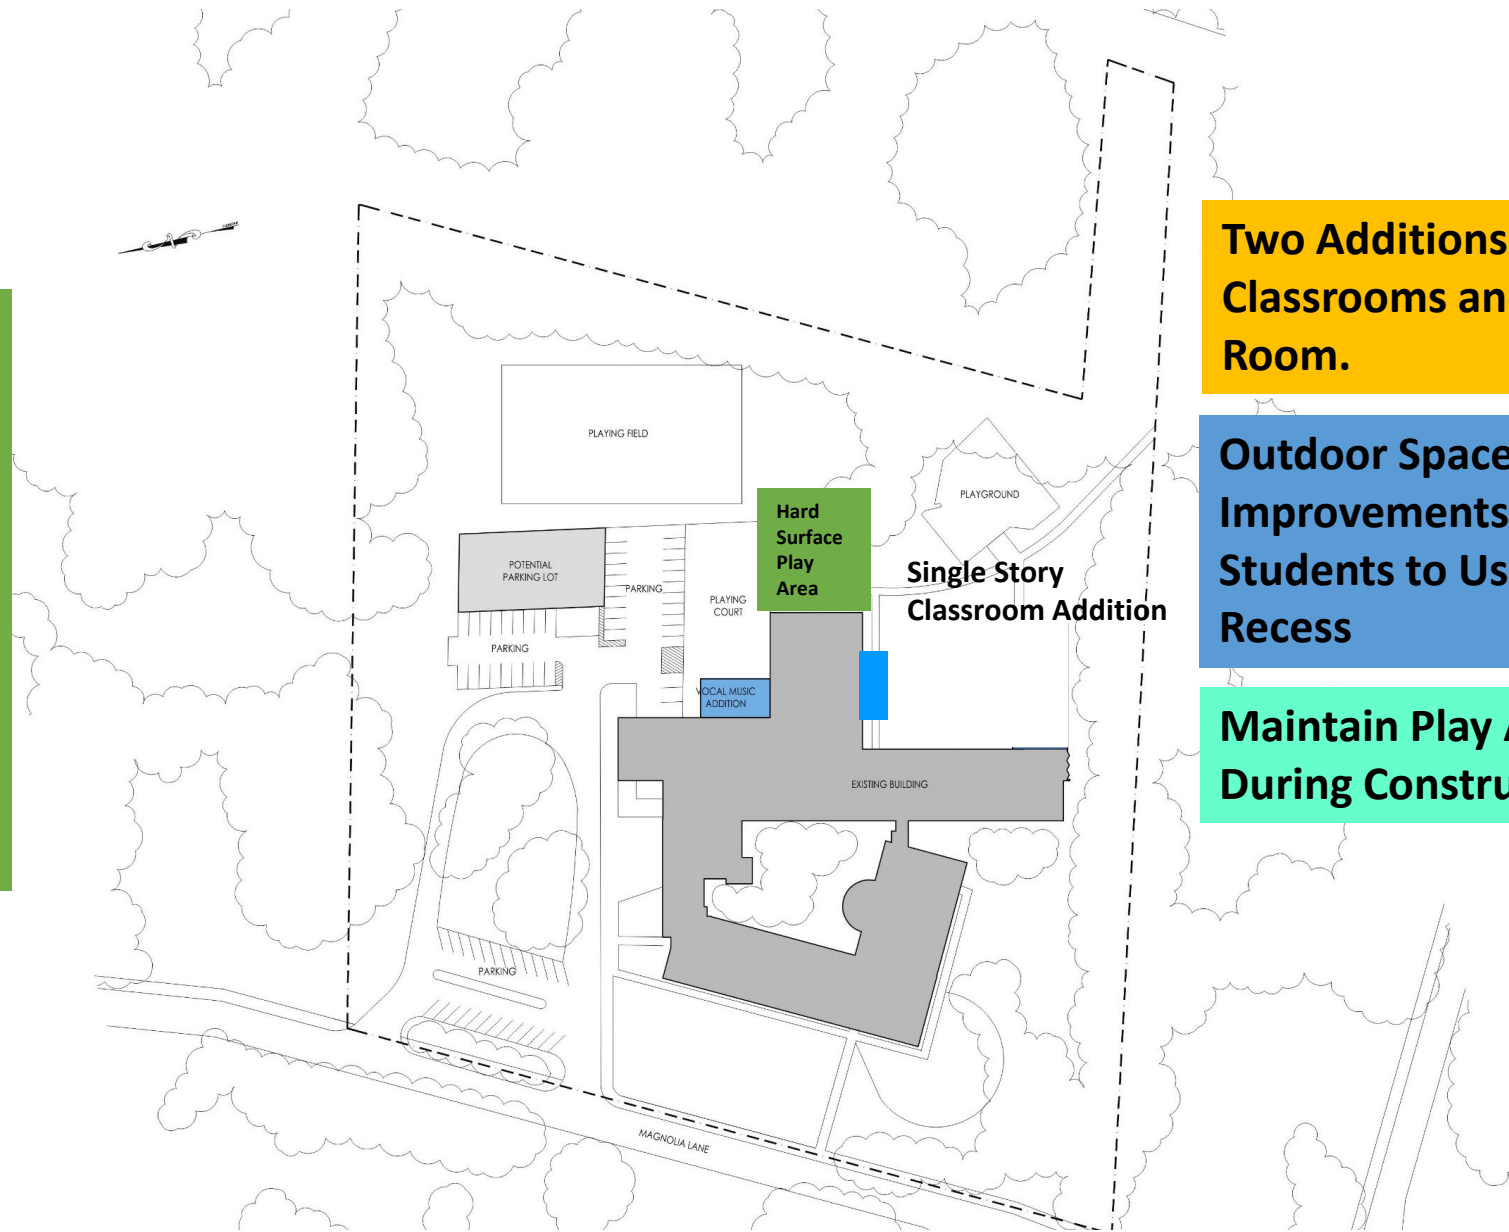 Two Additions
Classrooms an
Room.
PLAYING FIELD
Outdoor Space
Improvements
Students to Us
Recess
PLAYGROUND
Hard
Surface
Play
Area
POTENTIAL
PARKING LOT
PARKING
PLAYING
COURT
Single Story
Classroom Addition
PARKING
VOCAL MUSIC
ADDITION
Maintain Play A
During Constru
EXISTING BUILDING
PARKING
MAGNOLIA LANE